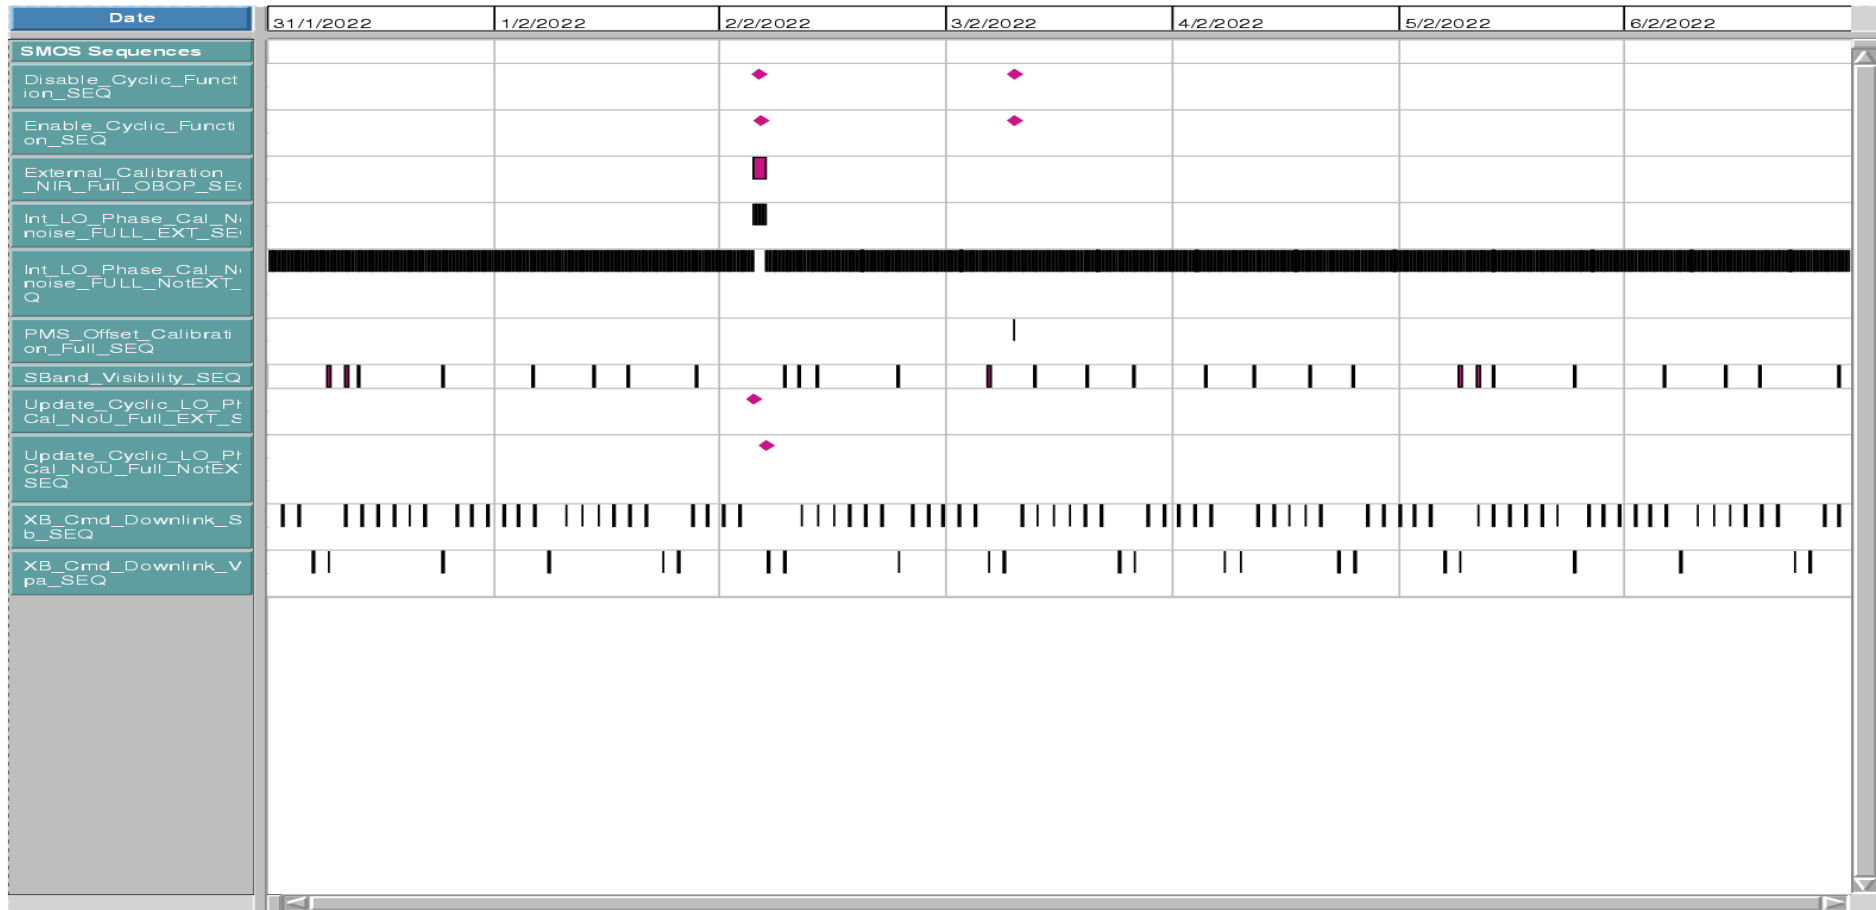 Date
31/1/2022
1/2/2022
2/2/2022
3/2/2022
4/2/2022
5/2/2022
6/2/2022
SMOS Sequences
Disable_Cyclic_Funct
ion_SEQ
Enable_Cyclic_Functi
on_SEQ
External_Calibration
_NIR_Full_OBOP_SE
Int_LO_Phase_Cal_N
noise_FULL_EXT_SE
Int_LO_Phase_Cal_N
noise_FULL_NotEXT_
Q
PMS_Offset_Calibrati
on_Full_SEQ
SBand_Visibility_SEQ
Update_Cyclic_LO_P
Cal_NoU_Full_EXT_S
Update_Cyclic_LO_P
Cal_NoU_Full_NotEX
SEQ
XB_Cmd_Downlink_S
b_SEQ
XB_Cmd_Downlink_V
pa_SEQ